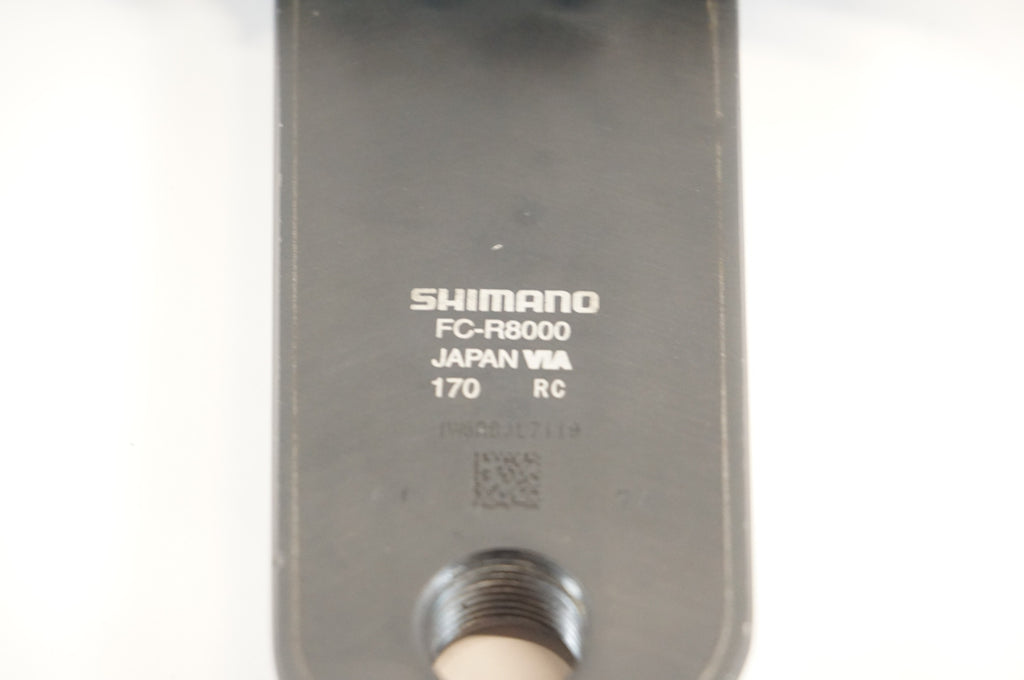 SHIMANO
FC-R8000
JAPAN VIA
170 RC